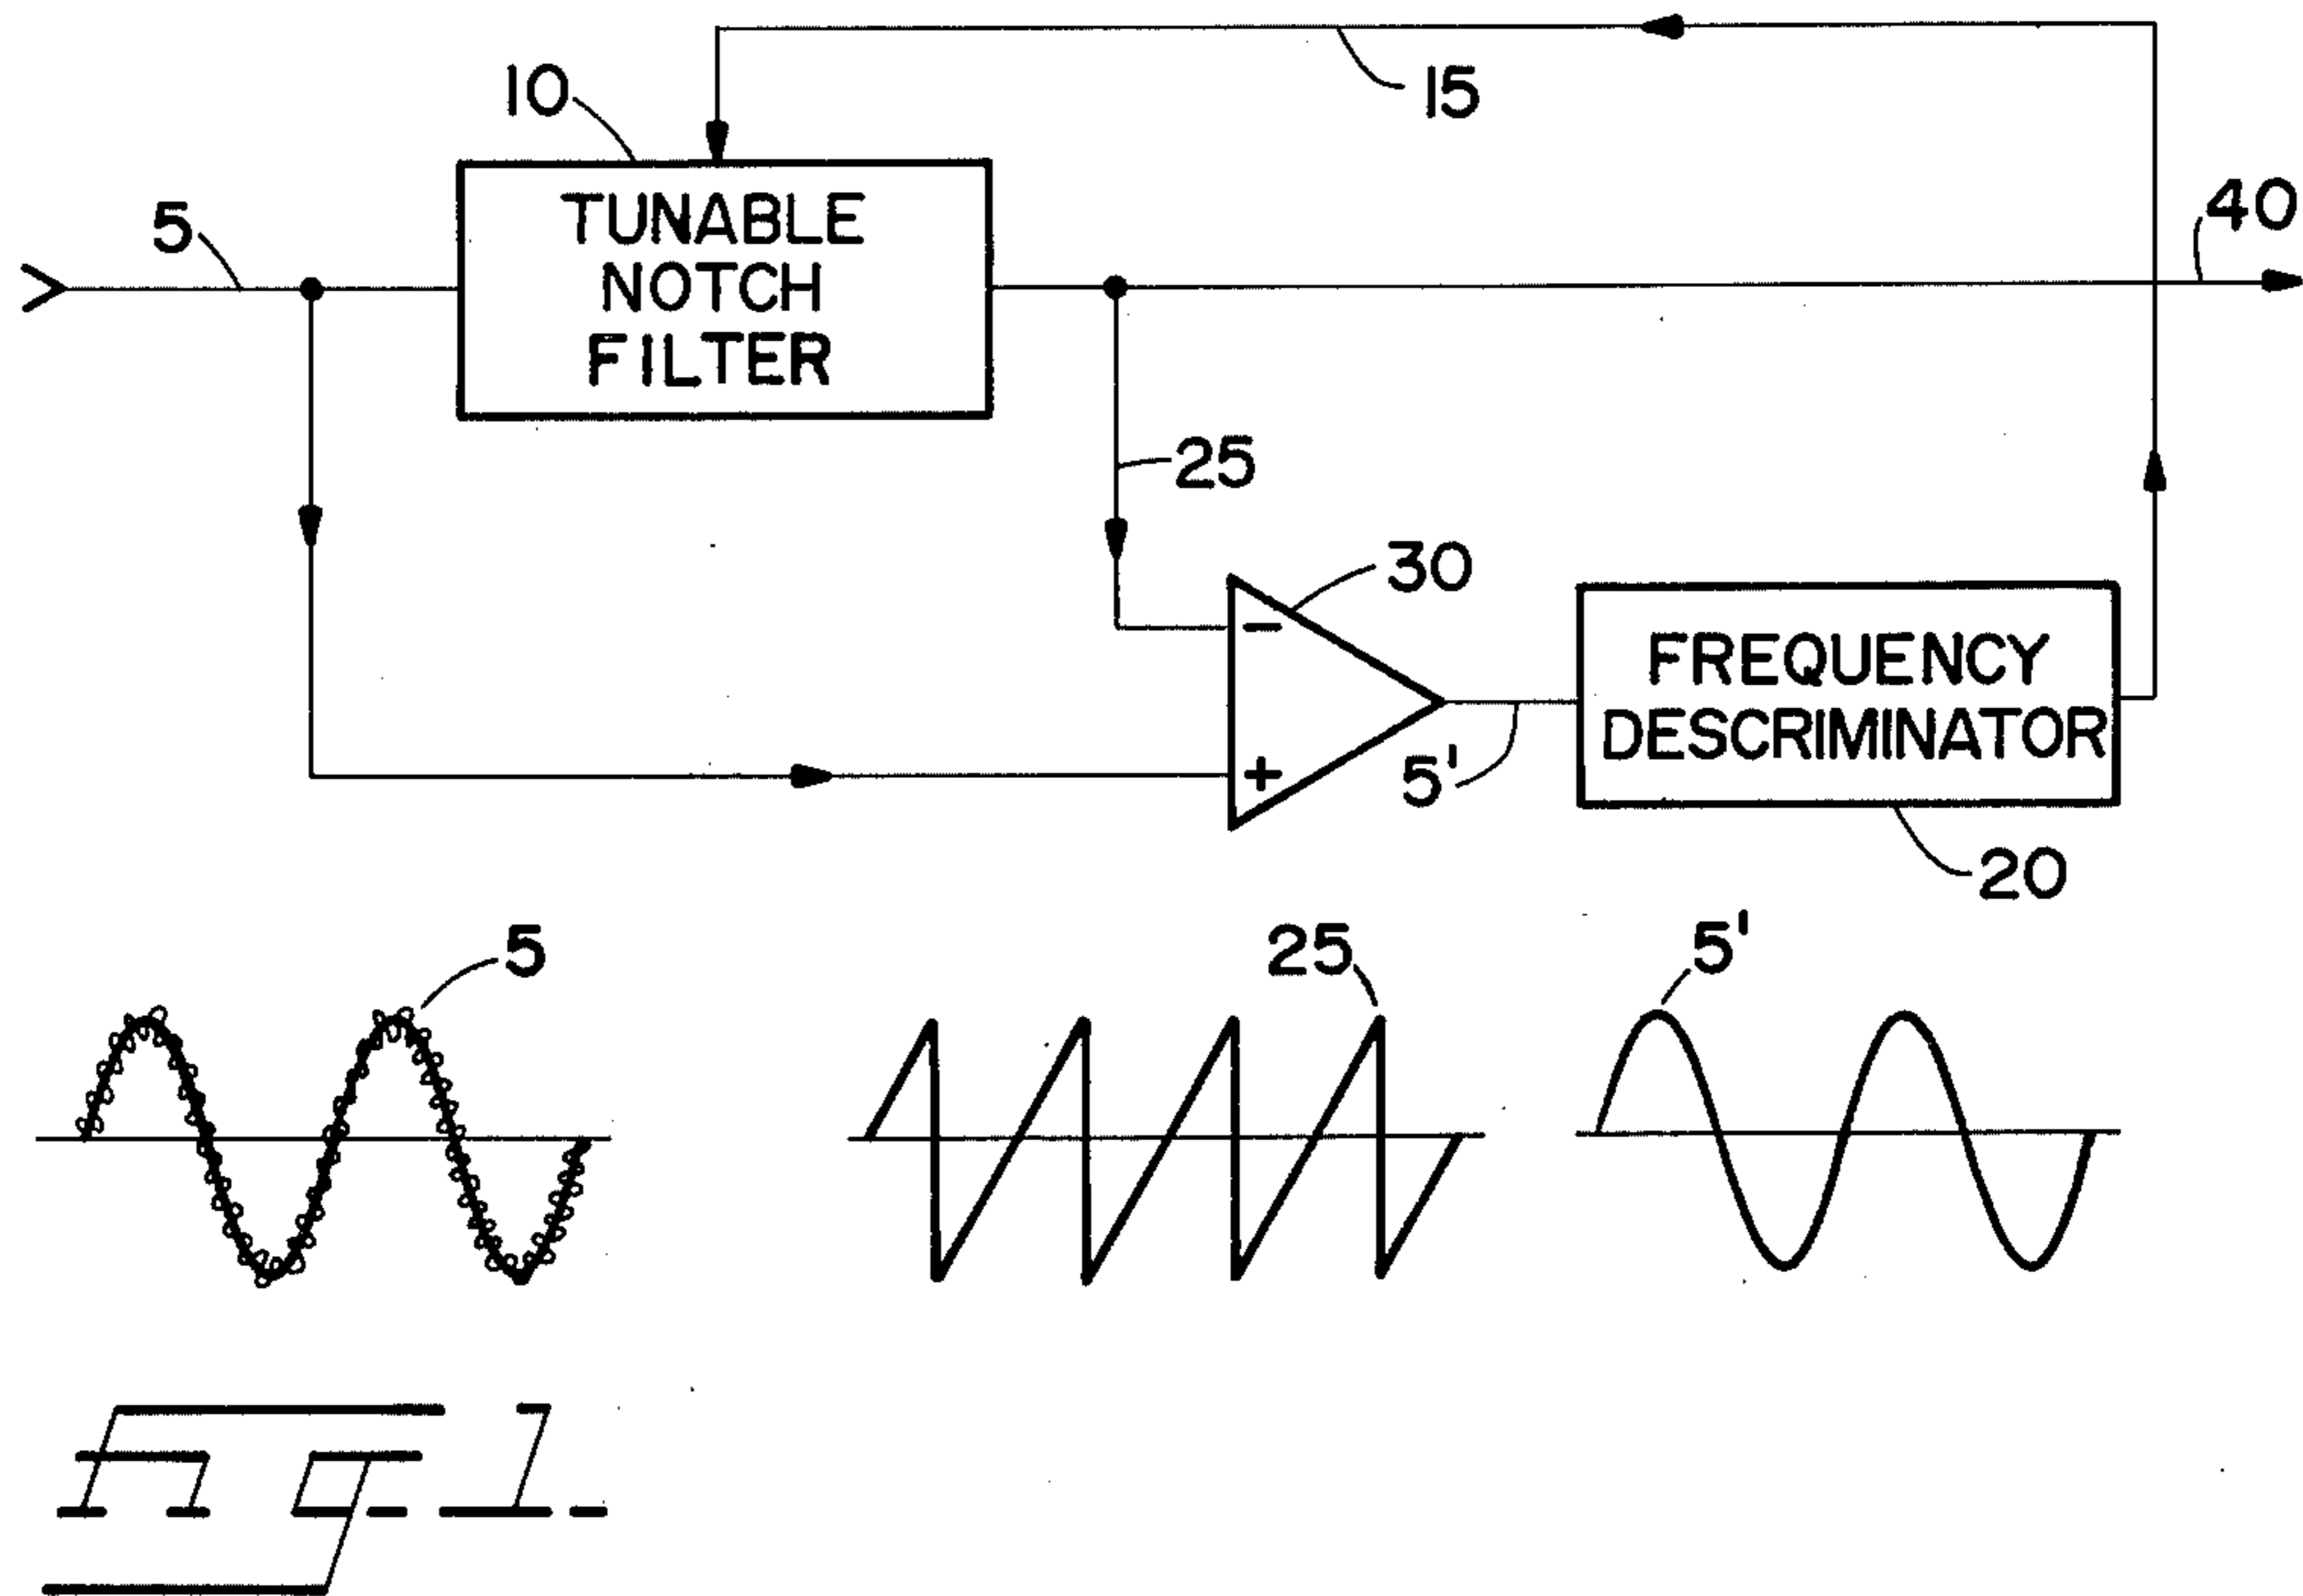 15
10
TUNABLE
NOTCH
FILTER
5
40
25
30
-
+
5'
FREQUENCY
DESCRIMINATOR
20
5
25
5'
Fig. 1.